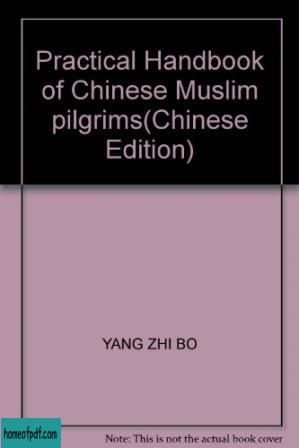 Practical Handbook
of Chinese Muslim
pilgrims(Chinese
Edition)
YANG ZHI BO
homeofpdf.com
Note: This is not the actual book cover